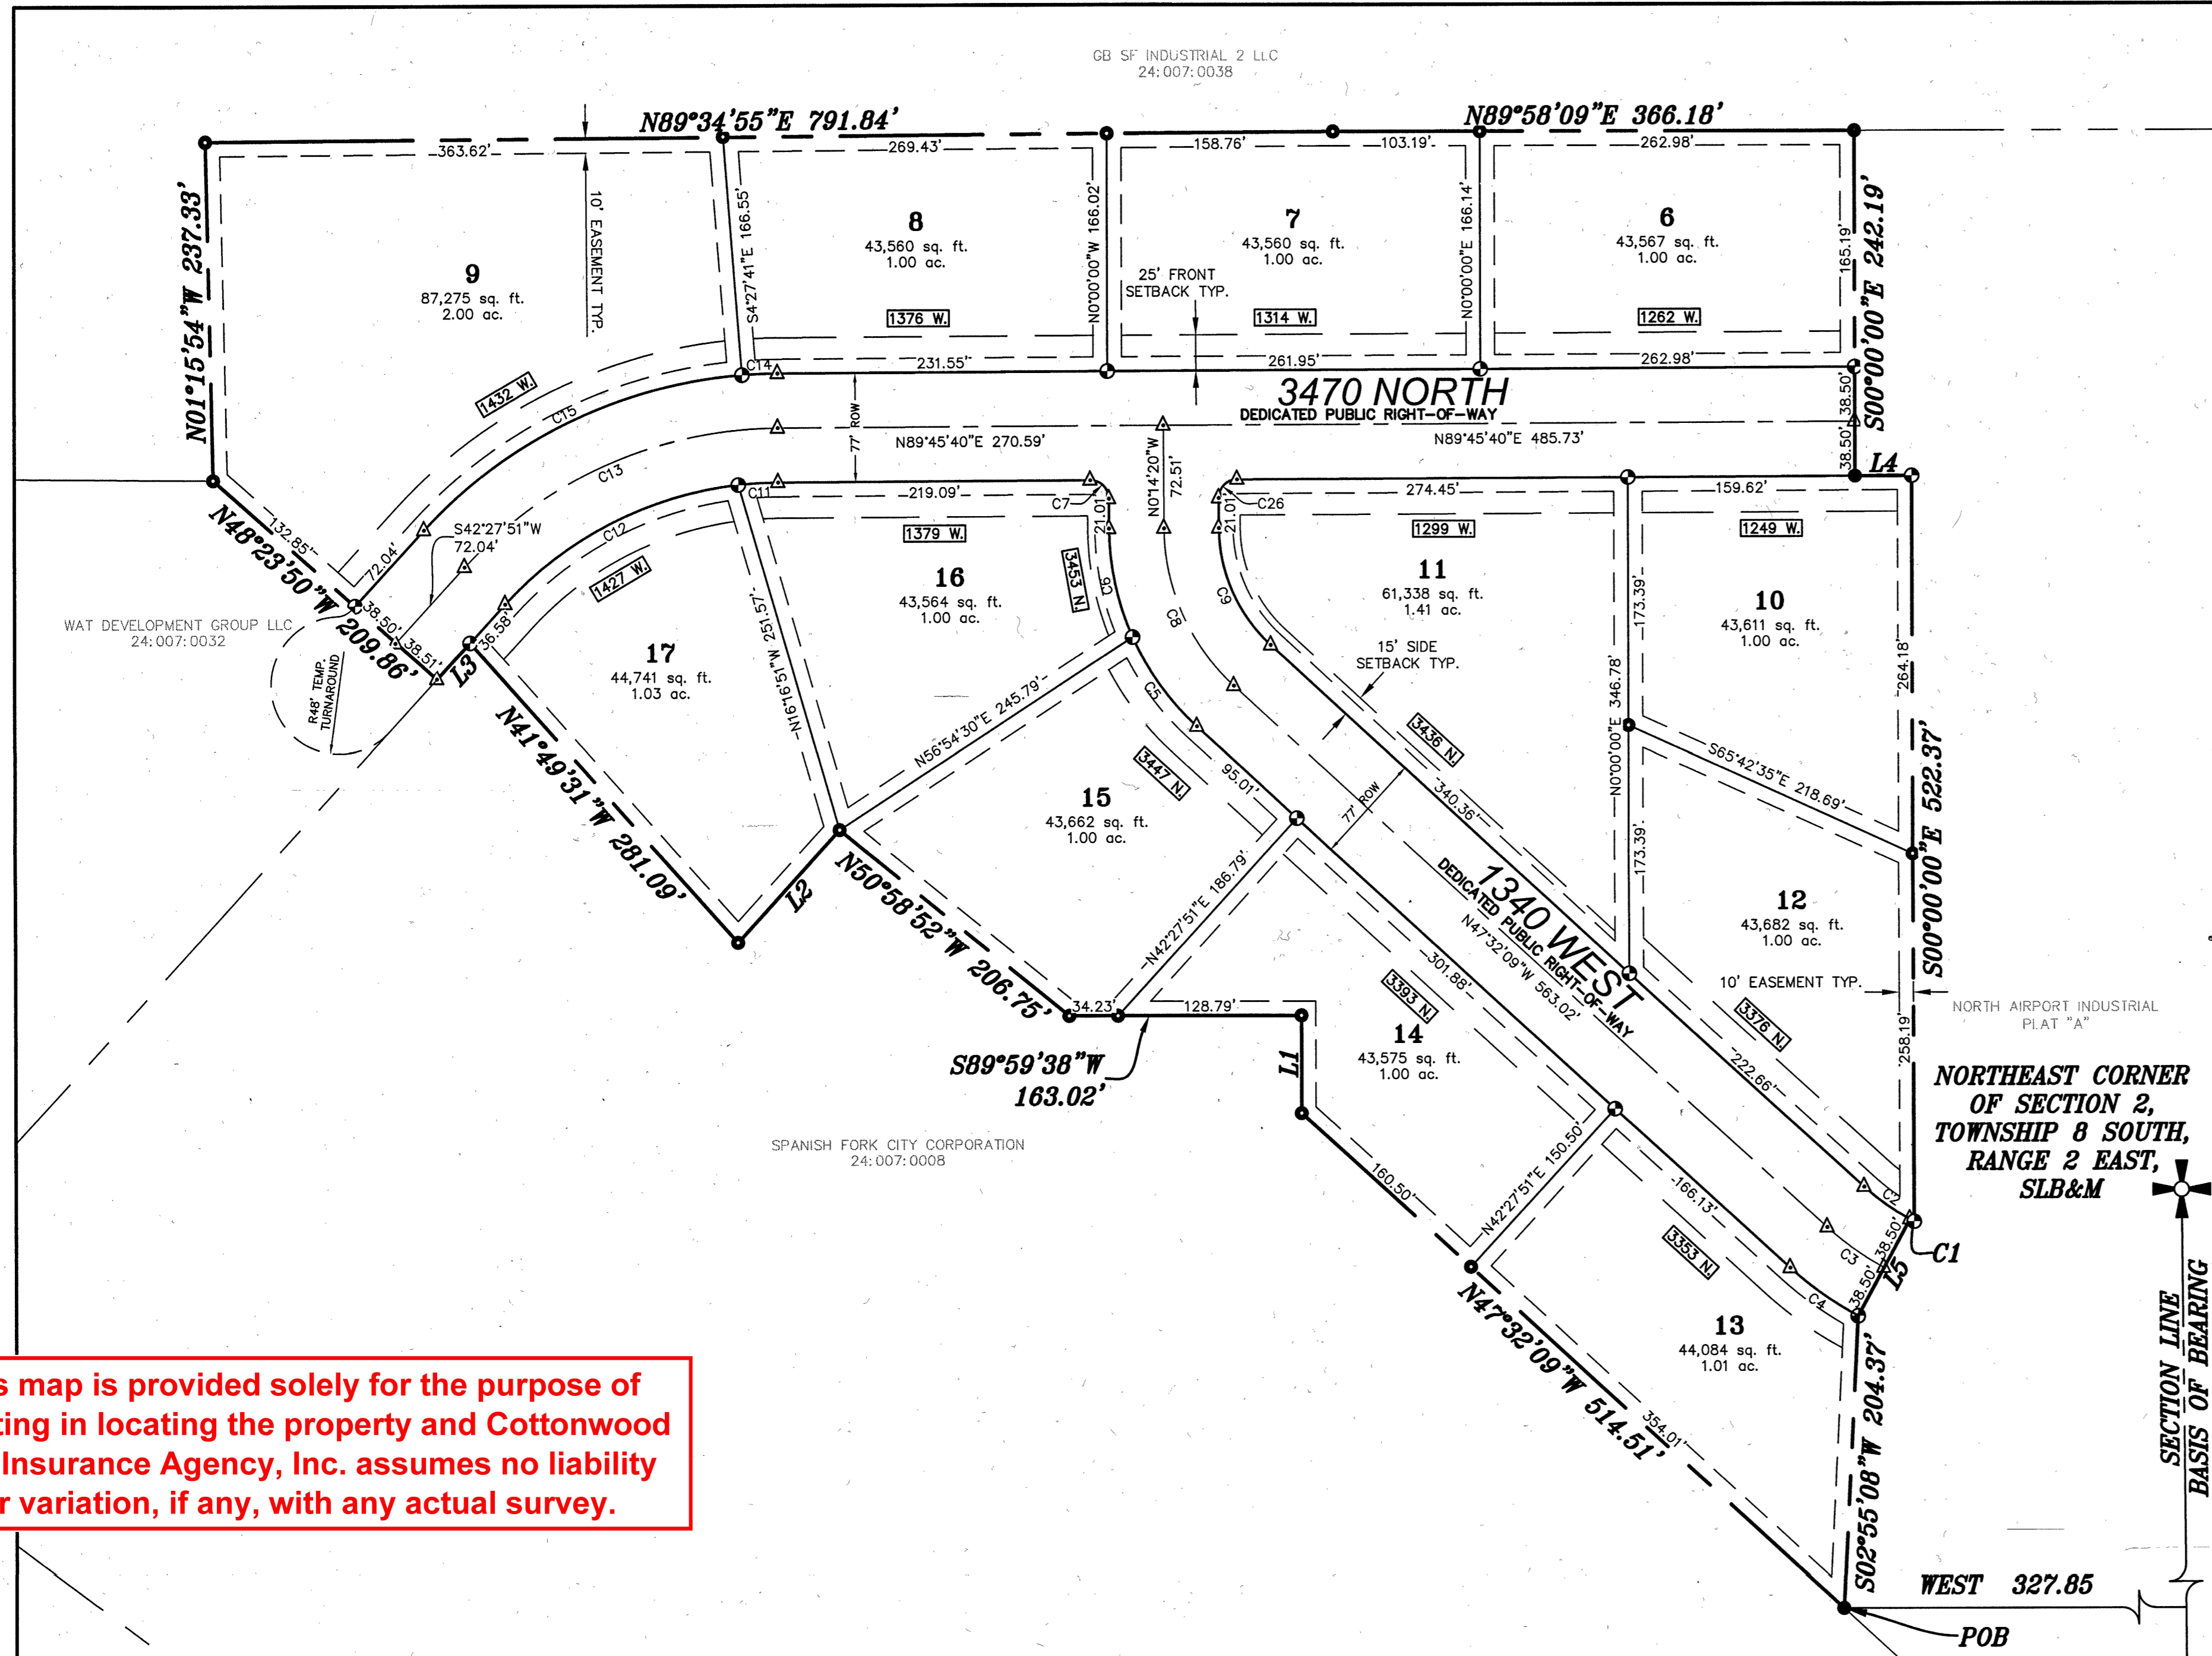 GB SF INDUSTRIAL 2 LLC
24:007:0038
N89°34'55"E 791.84'
N89°58'09"E 366.18'
363.62'
269.43'
158.76'
103.19'
262.98'
N01°15'54"W 237.33'
10' EASEMENT TYP.
S4°27'41"E 166.55'
N0°00'00"W 166.02'
N0°00'00"E 166.14'
165.19'
S00°00'00"E 242.19'
9
87,275 sq. ft.
2.00 ac.
8
43,560 sq. ft.
1.00 ac.
7
43,560 sq. ft.
1.00 ac.
6
43,567 sq. ft.
1.00 ac.
25' FRONT
SETBACK TYP.
1376 W.
1314 W.
1262 W.
1432 W.
C15
C14
231.55'
261.95'
262.98'
3470 NORTH
DEDICATED PUBLIC RIGHT-OF-WAY
77' ROW
N89°45'40"E 270.59'
N89°45'40"E 485.73'
38.50'
38.50'
L4
C13
N0°14'20"W
72.51'
C11
219.09'
C7
21.01'
21.01'
C26
274.45'
159.62'
132.85'
N48°23'50"W 209.86'
72.04'
S42°27'51"W
72.04'
C12
1427 W.
1379 W.
3453 N.
C6
C8
C9
1299 W.
1249 W.
16
43,564 sq. ft.
1.00 ac.
11
61,338 sq. ft.
1.41 ac.
10
43,611 sq. ft.
1.00 ac.
173.39'
264.18'
WAT DEVELOPMENT GROUP LLC
24:007:0032
38.50'
38.51'
L3
36.58'
R48' TEMP.
TURNAROUND
17
44,741 sq. ft.
1.03 ac.
N16°16'51"W 251.57'
N56°54'30"E 245.79'
C5
15' SIDE
SETBACK TYP.
N0°00'00"E 346.78'
S65°42'35"E 218.69'
S00°00'00"E 522.37'
N41°49'31"W 281.09'
L2
3447 N.
95.01'
3436 N.
340.36'
77' ROW
15
43,662 sq. ft.
1.00 ac.
173.39'
N50°58'52"W 206.75'
N42°27'51"E 186.79'
1340 WEST
DEDICATED PUBLIC RIGHT-OF-WAY
N47°32'09"W 563.02'
12
43,682 sq. ft.
1.00 ac.
10' EASEMENT TYP.
301.88'
3393 N.
3376 N.
222.66'
258.19'
NORTH AIRPORT INDUSTRIAL
PLAT "A"
34.23'
128.79'
S89°59'38"W
163.02'
L1
14
43,575 sq. ft.
1.00 ac.
NORTHEAST CORNER
OF SECTION 2,
TOWNSHIP 8 SOUTH,
RANGE 2 EAST,
SLB&M
SPANISH FORK CITY CORPORATION
24:007:0008
160.50'
N42°27'51"E 150.50'
166.13'
3353 N.
C2
C1
C3
38.50'
38.50'
L5
C4
N47°32'09"W 514.51'
354.01'
13
44,084 sq. ft.
1.01 ac.
S02°55'08"W 204.37'
SECTION LINE
BASIS OF BEARING
WEST 327.85
POB
s map is provided solely for the purpose of
ting in locating the property and Cottonwood
Insurance Agency, Inc. assumes no liability
r variation, if any, with any actual survey.